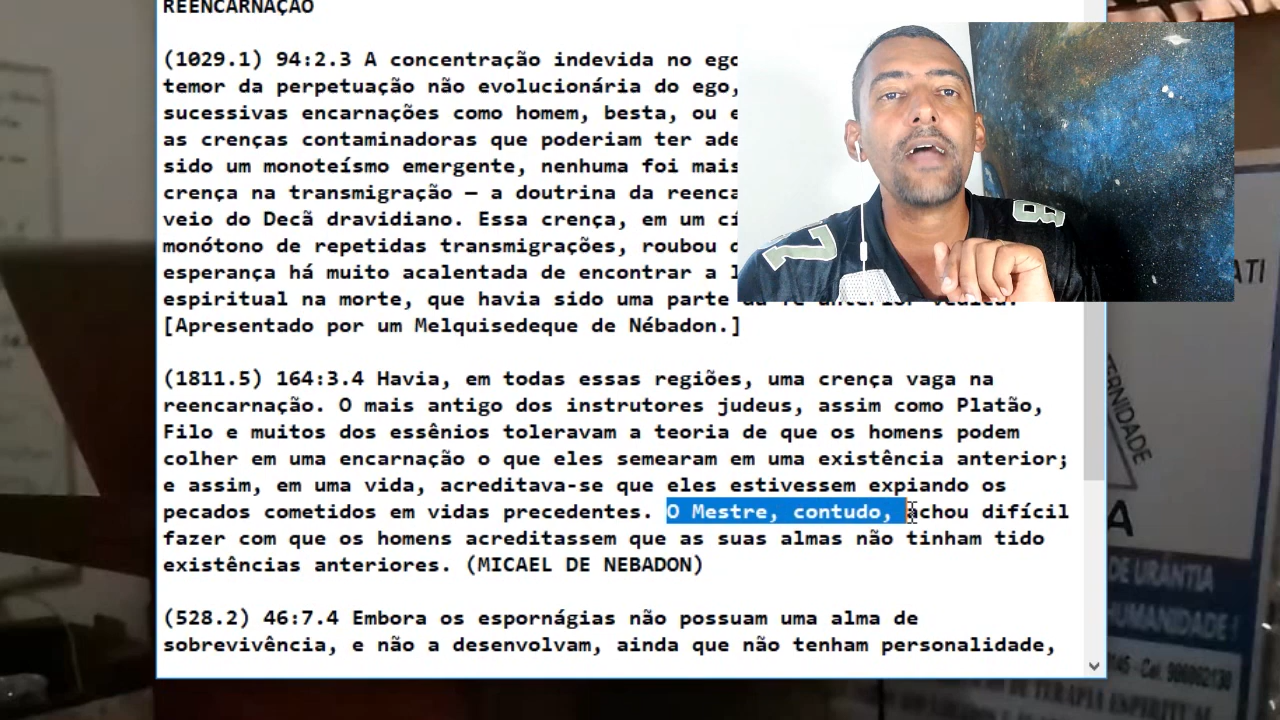 REENCARNAÇÃO
(1029.1) 94:2.3 A concentração indevida no ego
temor da perpetuação não evolucionária do ego,
sucessivas encarnações como homem, besta, ou
as crenças contaminadoras que poderiam ter
sido um monoteísmo emergente, nenhuma foi mais
crença na transmigração — a doutrina da
veio do Decã dravidiano. Essa crença, em um
monótono de repetidas transmigrações, roubou
esperança há muito acalentada de encontrar a
espiritual na morte, que havia sido uma parte da fé anterior védica.
[Apresentado por um Melquisedeque de Nébadon.]
(1811.5) 164:3.4 Havia, em todas essas regiões, uma crença vaga na
reencarnação. O mais antigo dos instrutores judeus, assim como Platão,
Filo e muitos dos essênios toleravam a teoria de que os homens podem
colher em uma encarnação o que eles semearam em uma existência anterior;
e assim, em uma vida, acreditava-se que eles estivessem expiando os
pecados cometidos em vidas precedentes. O Mestre, contudo, achou difícil
fazer com que os homens acreditassem que as suas almas não tinham tido
existências anteriores. (MICAEL DE NEBADON)
(528.2) 46:7.4 Embora os espornágias não possuam uma alma de
sobrevivência, e não a desenvolvam, ainda que não tenham personalidade,
87
ATI
TERNIDADE
A
DE URÂNTIA
HUMANIDADE!